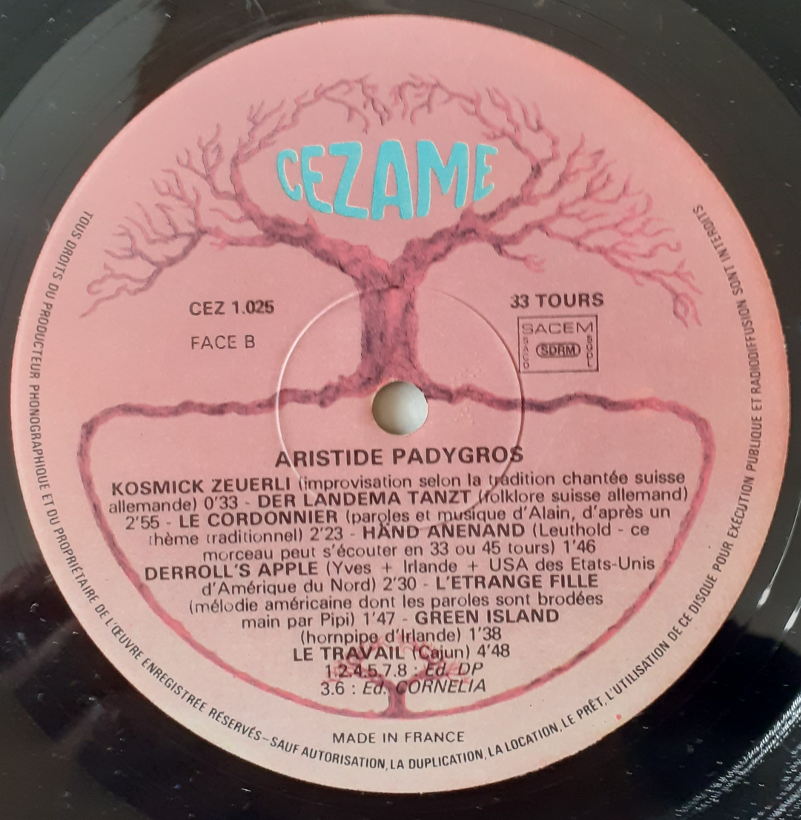 CEZAME
CEZ 1.025
33 TOURS
FACE B
SACEM
SACD
SDRM
SGDL
ARISTIDE PADYGROS
KOSMICK ZEUERLI (improvisation selon la tradition chantée suisse
allemande) 0'33 - DER LANDEMA TANZT (folklore suisse allemand)
2'55 - LE CORDONNIER (paroles et musique d'Alain, d'après un
thème traditionnel) 2'23 - HÄND ANENAND (Leuthold - ce
morceau peut s'écouter en 33 ou 45 tours) 1'46
DERROLL'S APPLE (Yves + Irlande + USA des Etats-Unis
d'Amérique du Nord) 2'30 - L'ETRANGE FILLE
(mélodie américaine dont les paroles sont brodées
main par Pipi) 1'47 - GREEN ISLAND
(hornpipe d'Irlande) 1'38
LE TRAVAIL (Cajun) 4'48
1.2.4.5.7.8 : Ed. DP
3.6 : Ed. CORNELIA
MADE IN FRANCE
TOUS DROITS DU PRODUCTEUR PHONOGRAPHIQUE ET DU PROPRIETAIRE DE L'ŒUVRE ENREGISTREE RESERVÉS - SAUF AUTORISATION, LA DUPLICATION, LA LOCATION, LE PRÊT, L'UTILISATION DE CE DISQUE POUR EXÉCUTION PUBLIQUE ET RADIODIFFUSION SONT INTERDITS